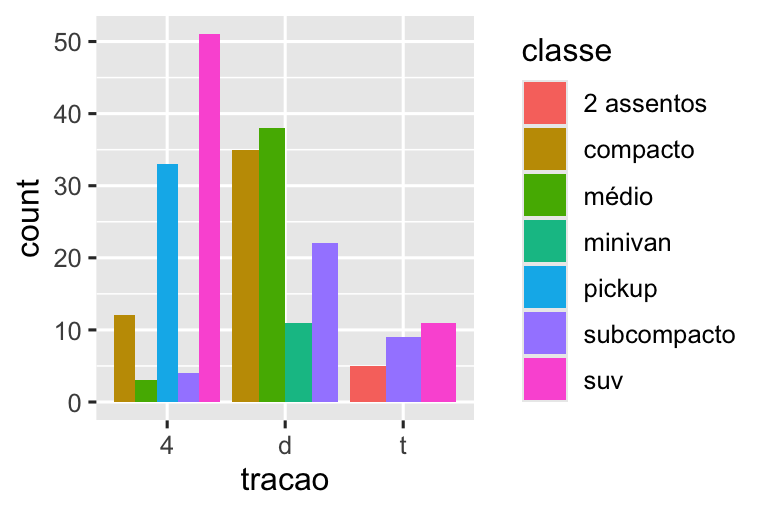 50
40
30
20
10
0
count
4 d t
tracao
classe
2 assentos
compacto
médio
minivan
pickup
subcompacto
suv